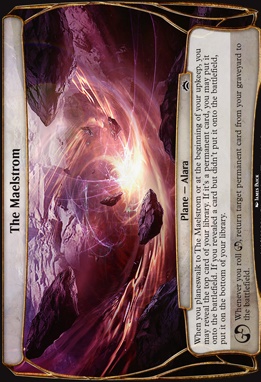 The Maelstrom
Plane — Alara
When you planeswalk to The Maelstrom or at the beginning of your upkeep, you
may reveal the top card of your library. If it's a permanent card, you may put it
onto the battlefield. If you revealed a card but didn't put it onto the battlefield,
put it on the bottom of your library.
Whenever you roll , return target permanent card from your graveyard to
the battlefield.